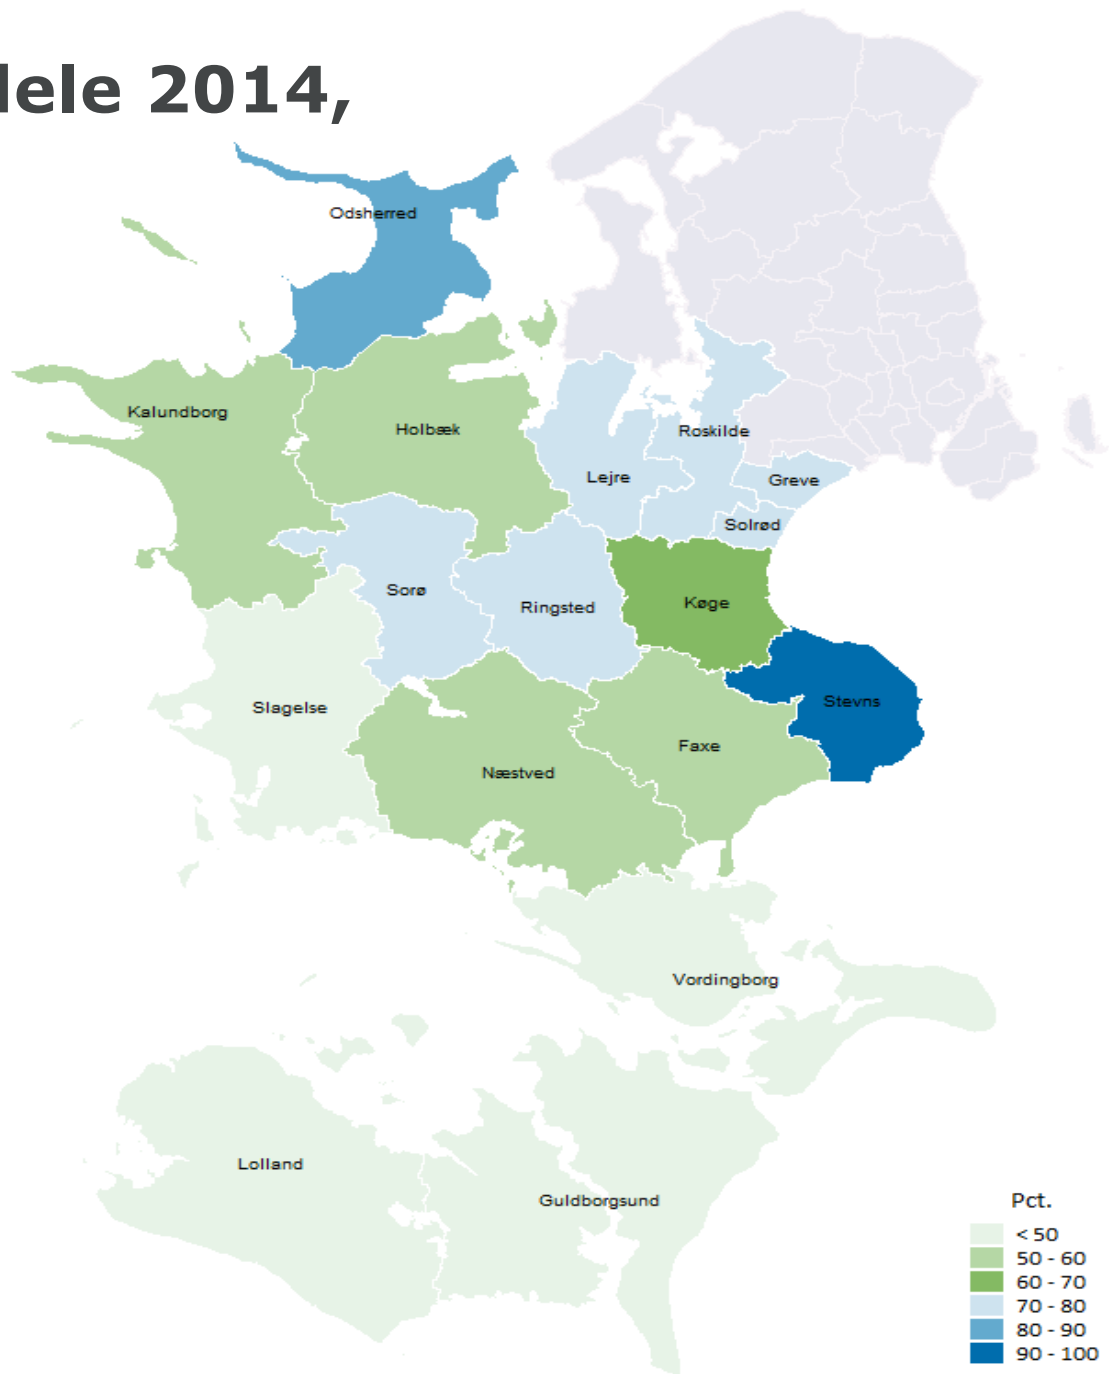 dele 2014,
Odsherred
Kalundborg
Holbæk
Roskilde
Lejre
Greve
Solrød
Sorø
Ringsted
Køge
Slagelse
Stevns
Faxe
Næstved
Vordingborg
Lolland
Guldborgsund
Pct.
< 50
50 - 60
60 - 70
70 - 80
80 - 90
90 - 100